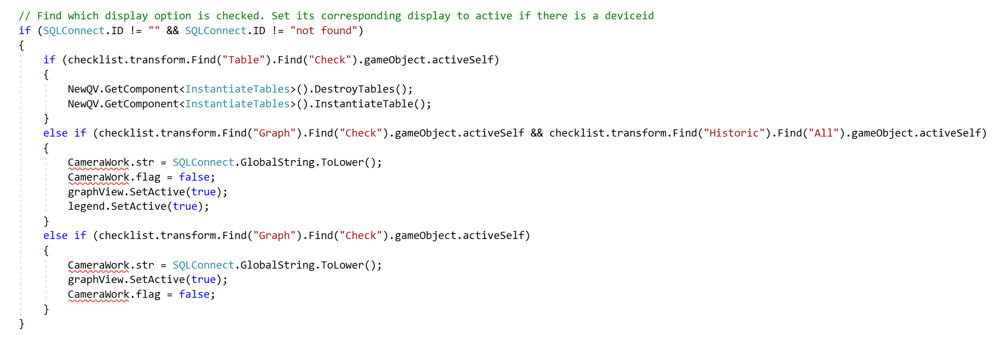 // Find which display option is checked. Set its corresponding display to active if there is a deviceid
if (SQLConnect.ID != "" && SQLConnect.ID != "not found")
{
    if (checklist.transform.Find("Table").Find("Check").gameObject.activeSelf)
    {
        NewQV.GetComponent<InstantiateTables>().DestroyTables();
        NewQV.GetComponent<InstantiateTables>().InstantiateTable();
    }
    else if (checklist.transform.Find("Graph").Find("Check").gameObject.activeSelf && checklist.transform.Find("Historic").Find("All").gameObject.activeSelf)
    {
        CameraWork.str = SQLConnect.GlobalString.ToLower();
        CameraWork.flag = false;
        graphView.SetActive(true);
        legend.SetActive(true);
    }
    else if (checklist.transform.Find("Graph").Find("Check").gameObject.activeSelf)
    {
        CameraWork.str = SQLConnect.GlobalString.ToLower();
        graphView.SetActive(true);
        CameraWork.flag = false;
    }
}